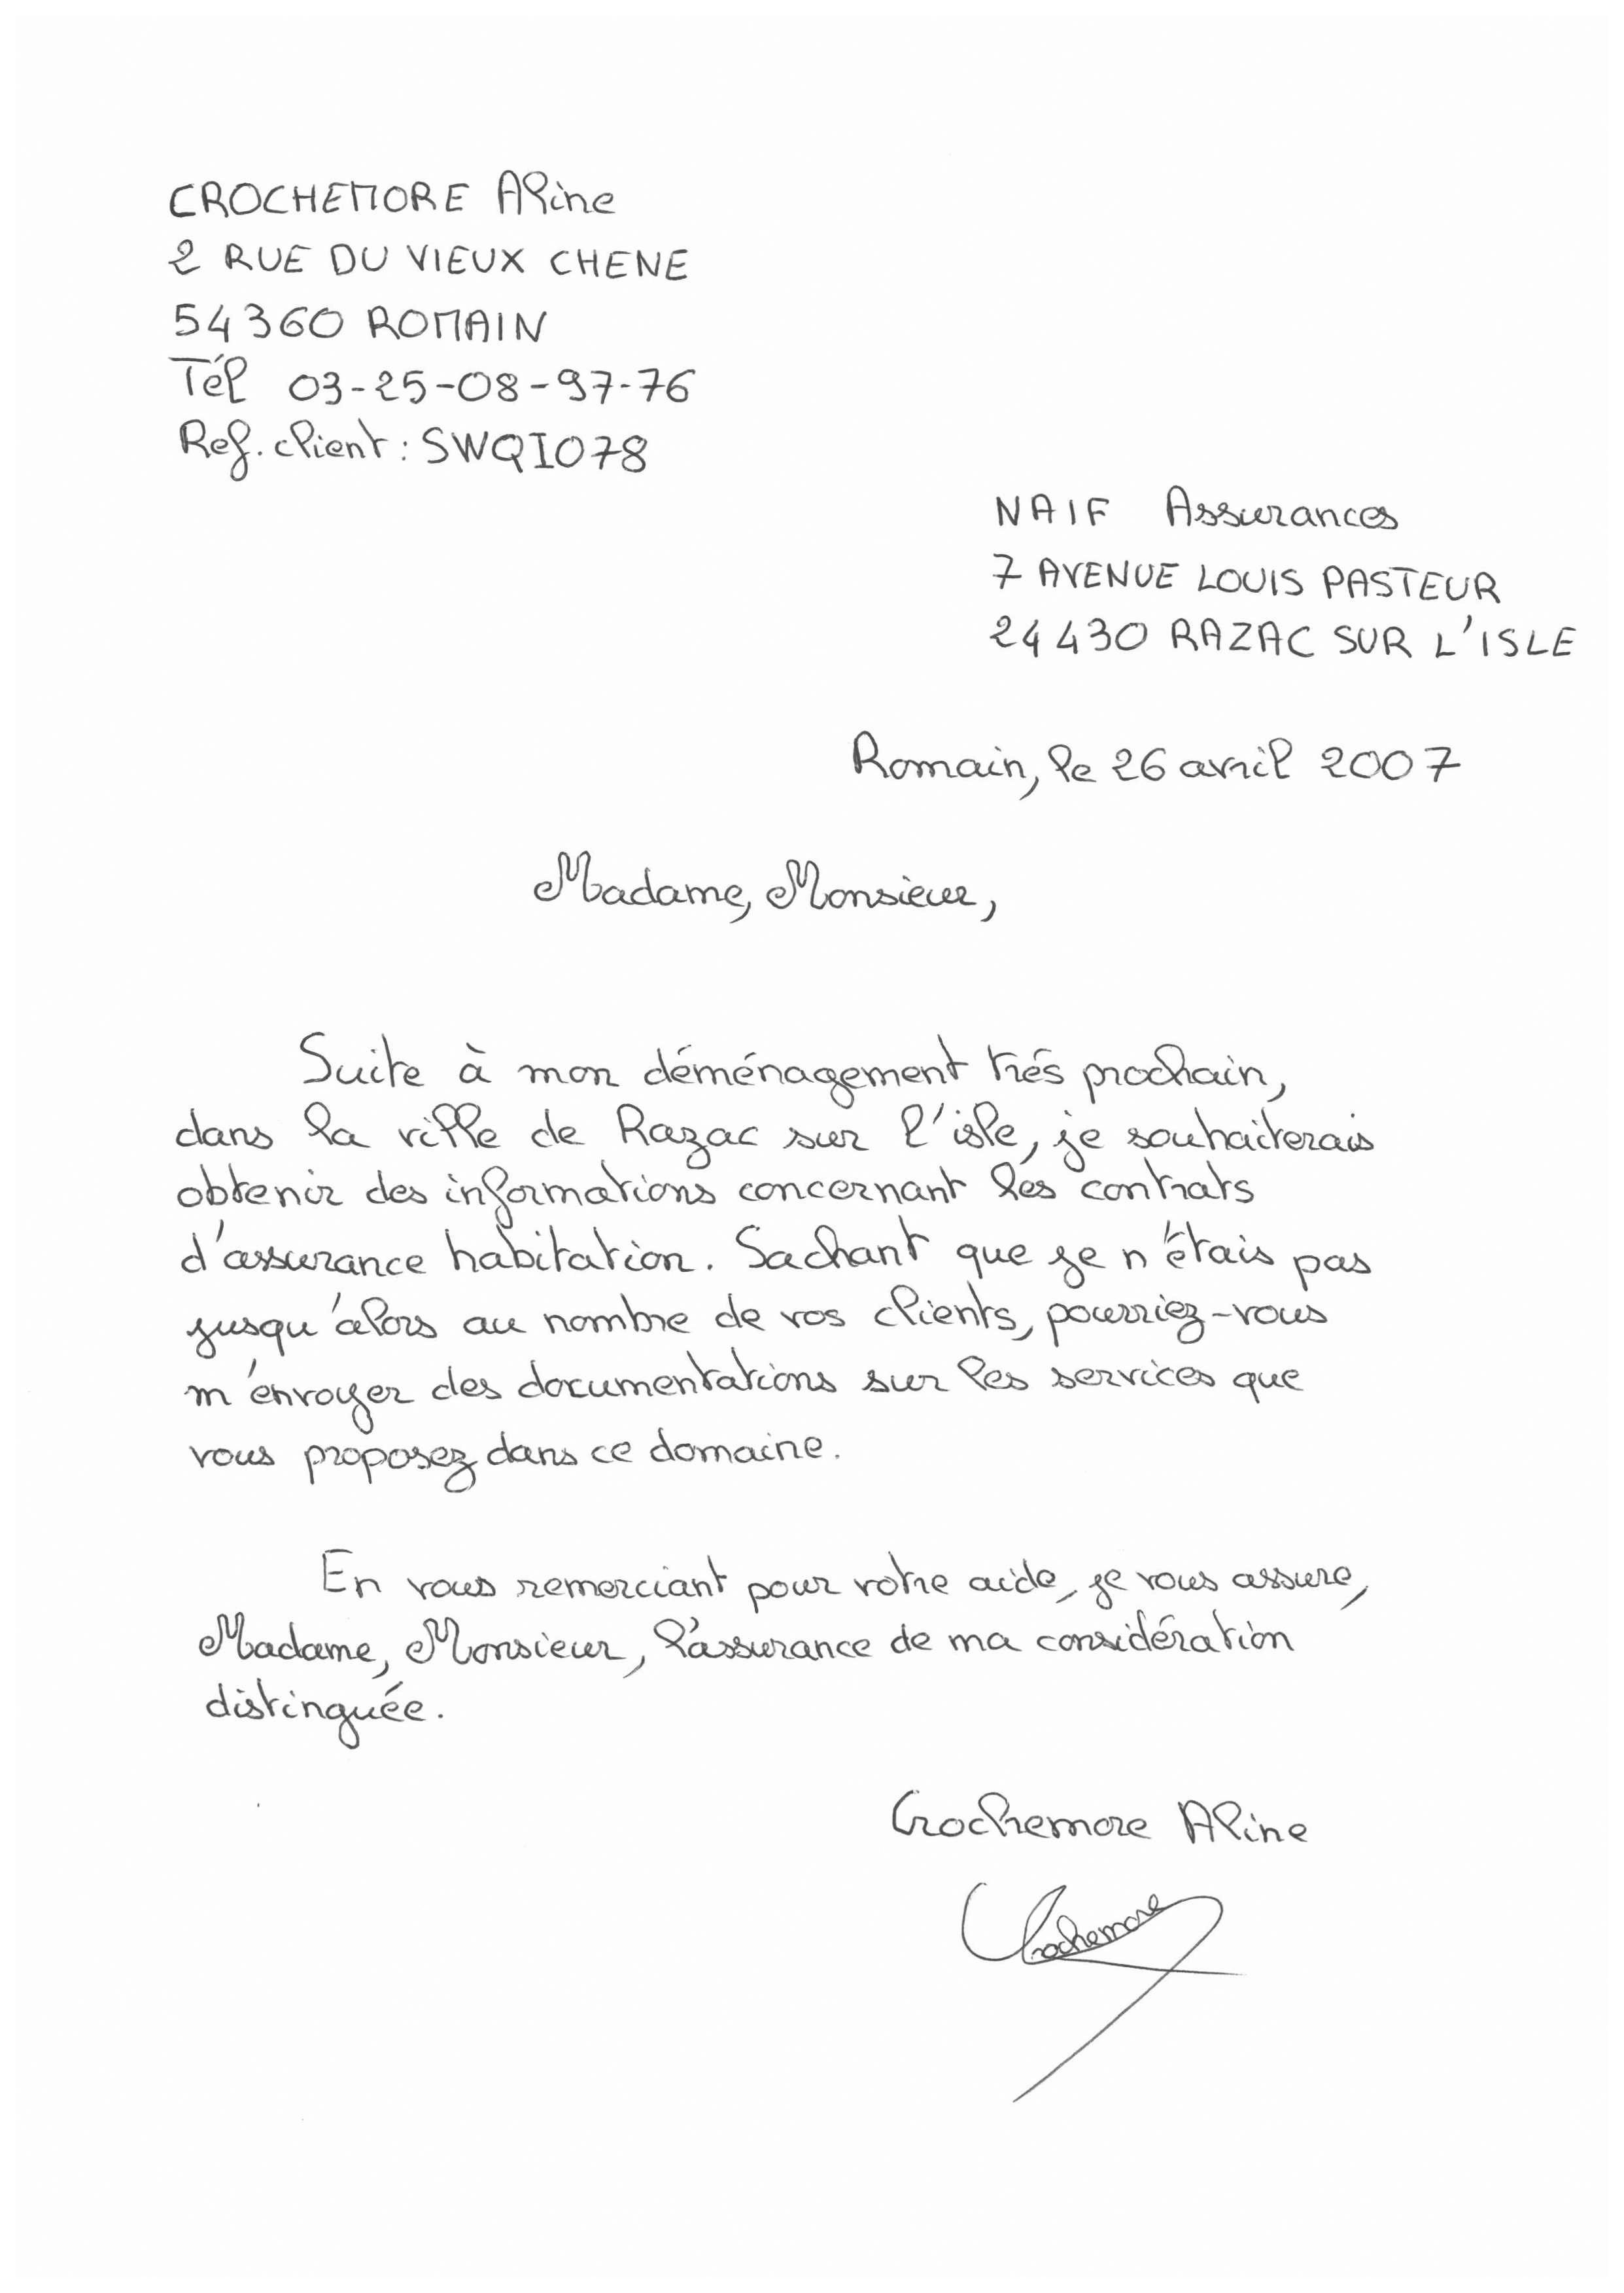 CROCHEMORE Aline
2 RUE DU VIEUX CHENE
54360 ROMAIN
Tél 03-25-08-97-76
Ref. client : SWQIO78
NAIF Assurances
7 AVENUE LOUIS PASTEUR
24430 RAZAC SUR L'ISLE
Romain, le 26 avril 2007
Madame, Monsieur,
Suite à mon déménagement trés prochain,
dans la ville de Razac sur l'isle, je souhaiterais
obtenir des informations concernant les contrats
d'assurance habitation. Sachant que je n'étais pas
jusqu'alors au nombre de vos clients, pourriez-vous
m'envoyer des documentations sur les services que
vous proposez dans ce domaine.
En vous remerciant pour votre aide, je vous assure,
Madame, Monsieur, l'assurance de ma considération
distinguée.
Crochemore Aline
Crochemore